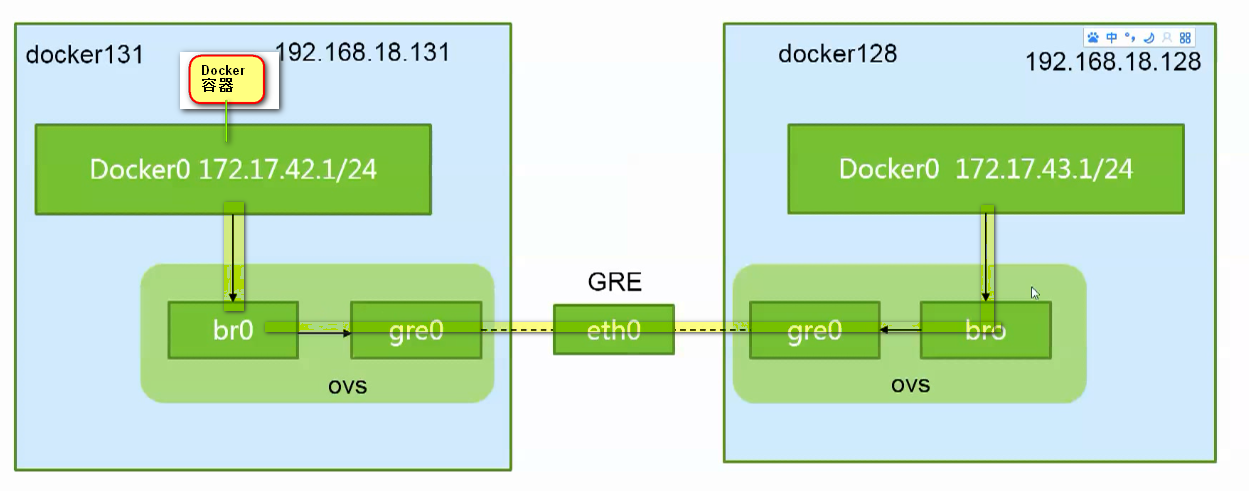 docker131
192.168.18.131
Docker
容器
Docker0 172.17.42.1/24
br0
gre0
ovs
GRE
eth0
docker128
中
192.168.18.128
Docker0 172.17.43.1/24
gre0
br0
ovs